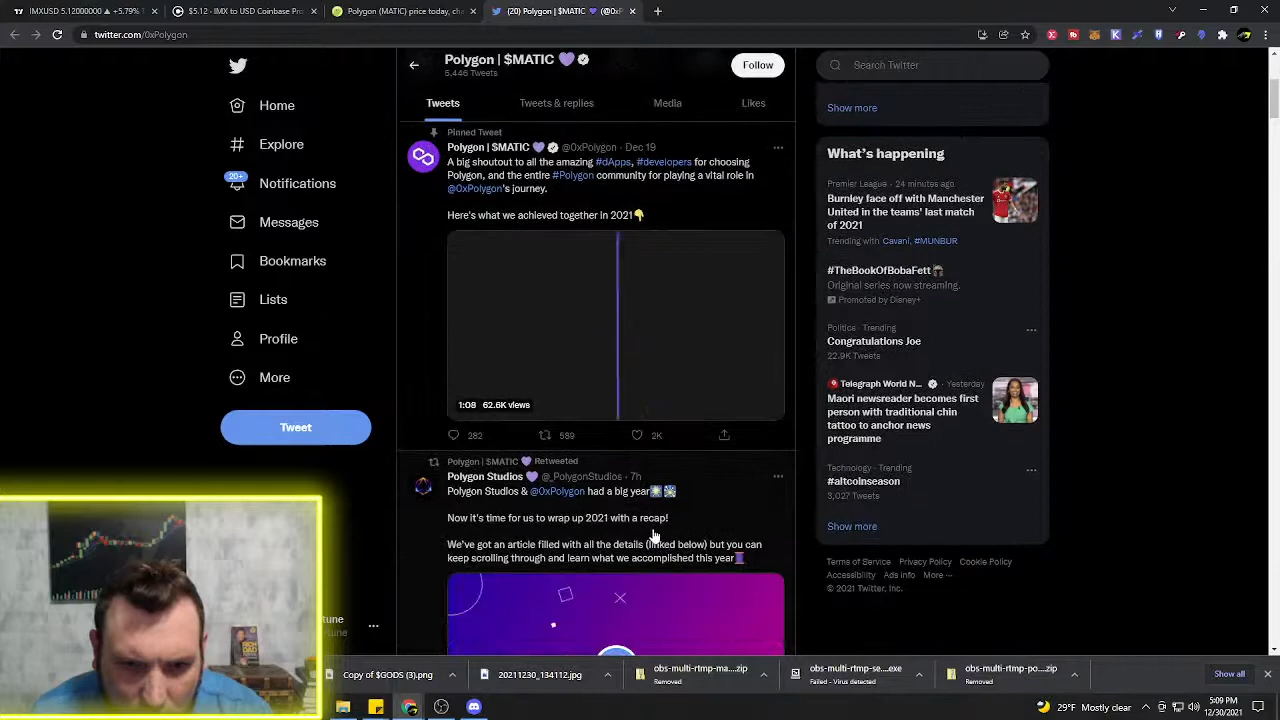 IMXUSD 5.12000000 ▲ +5.79% 1
$5.12 · IMX to USD Coinbase Pro
Polygon (MATIC) price today, ch
(20) Polygon | $MATIC 💜 (@0xP
twitter.com/0xPolygon
Home
Explore
20+
Notifications
Messages
Bookmarks
Lists
Profile
More
Tweet
Polygon | $MATIC 💜
5,446 Tweets
Follow
Tweets
Tweets & replies
Media
Likes
Pinned Tweet
Polygon | $MATIC 💜 @0xPolygon · Dec 19
A big shoutout to all the amazing #dApps, #developers for choosing
Polygon, and the entire #Polygon community for playing a vital role in
@0xPolygon's journey.
Here's what we achieved together in 2021👇
1:08 62.6K views
282
589
2K
Polygon | $MATIC 💜 Retweeted
Polygon Studios 💜 @_PolygonStudios · 7h
Polygon Studios & @0xPolygon had a big year🎆🎆
Now it's time for us to wrap up 2021 with a recap!
We've got an article filled with all the details (linked below) but you can
keep scrolling through and learn what we accomplished this year🧵
Search Twitter
Show more
What's happening
Premier League · 24 minutes ago
Burnley face off with Manchester
United in the teams' last match
of 2021
Trending with Cavani, #MUNBUR
#TheBookOfBobaFett
Original series now streaming.
Promoted by Disney+
Politics · Trending
Congratulations Joe
22.9K Tweets
Telegraph World N... · Yesterday
Maori newsreader becomes first
person with traditional chin
tattoo to anchor news
programme
Technology · Trending
#altcoinseason
3,027 Tweets
Show more
Terms of Service Privacy Policy Cookie Policy
Accessibility Ads info More ···
© 2021 Twitter, Inc.
tune
tune
RICH
DAD
Copy of $GODS (3).png
20211230_134112.jpg
obs-multi-rtmp-ma....zip
Removed
obs-multi-rtmp-se....exe
Failed - Virus detected
obs-multi-rtmp-po....zip
Removed
Show all
29°F Mostly clear
5:09 PM
12/30/2021